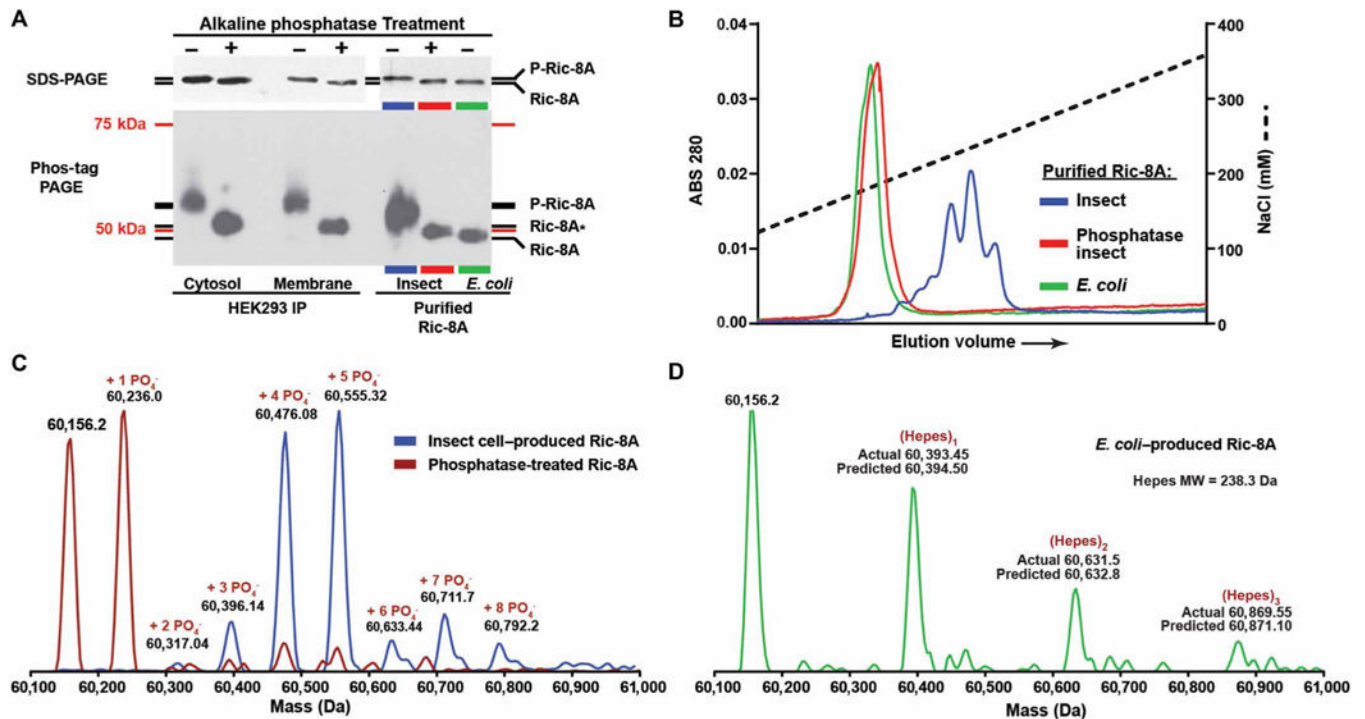 A
Alkaline phosphatase Treatment
– + – + – + –
SDS-PAGE
P-Ric-8A
Ric-8A
75 kDa
Phos-tag
PAGE
P-Ric-8A
50 kDa
Ric-8A*
Ric-8A
Cytosol Membrane Insect E. coli
HEK293 IP Purified
Ric-8A
B
0.04
0.03
0.02
0.01
0.00
ABS 280
400
300
200
100
0
NaCl (mM)
Purified Ric-8A:
Insect
Phosphatase
insect
E. coli
Elution volume
C
60,156.2
+ 1 PO4-
60,236.0
+ 2 PO4-
60,317.04
+ 3 PO4-
60,396.14
+ 4 PO4-
60,476.08
+ 5 PO4-
60,555.32
+ 6 PO4-
60,633.44
+ 7 PO4-
60,711.7
+ 8 PO4-
60,792.2
Insect cell–produced Ric-8A
Phosphatase-treated Ric-8A
60,100 60,200 60,300 60,400 60,500 60,600 60,700 60,800 60,900 61,000
Mass (Da)
D
60,156.2
(Hepes)1
Actual 60,393.45
Predicted 60,394.50
(Hepes)2
Actual 60,631.5
Predicted 60,632.8
(Hepes)3
Actual 60,869.55
Predicted 60,871.10
E. coli–produced Ric-8A
Hepes MW = 238.3 Da
60,100 60,200 60,300 60,400 60,500 60,600 60,700 60,800 60,900 61,000
Mass (Da)